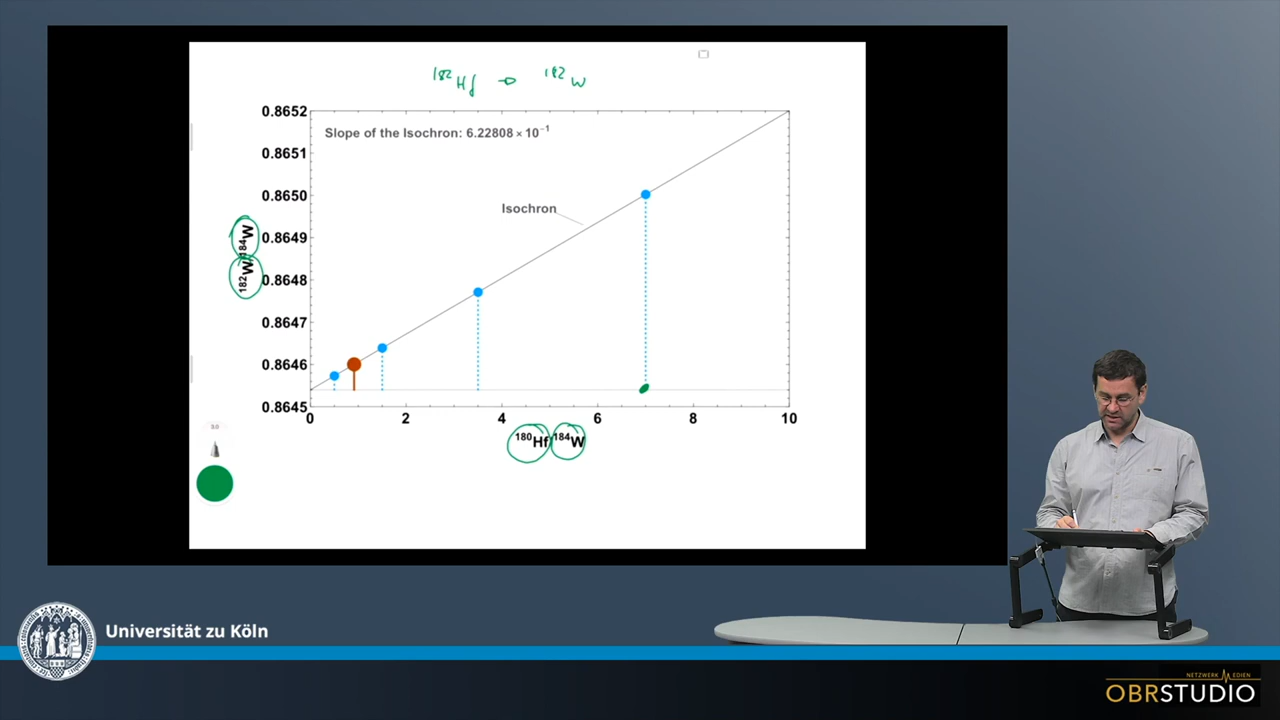 182Hf → 182W
0.8652
Slope of the Isochron: 6.22808 × 10−1
0.8651
0.8650
Isochron
0.8649
0.8648
0.8647
0.8646
0.8645
182W/184W
0 2 4 6 8 10
180Hf/184W
3.0
Universität zu Köln
NETZWERK MEDIEN
OBRSTUDIO